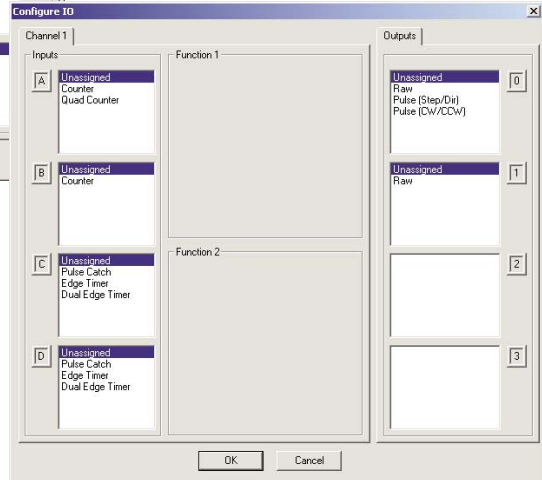 Configure IO
Channel 1
Outputs
Inputs
Function 1
A
Unassigned
Counter
Quad Counter
B
Unassigned
Counter
C
Unassigned
Pulse Catch
Edge Timer
Dual Edge Timer
D
Unassigned
Pulse Catch
Edge Timer
Dual Edge Timer
Function 2
Unassigned
Raw
Pulse (Step/Dir)
Pulse (CW/CCW)
0
Unassigned
Raw
1
2
3
OK
Cancel